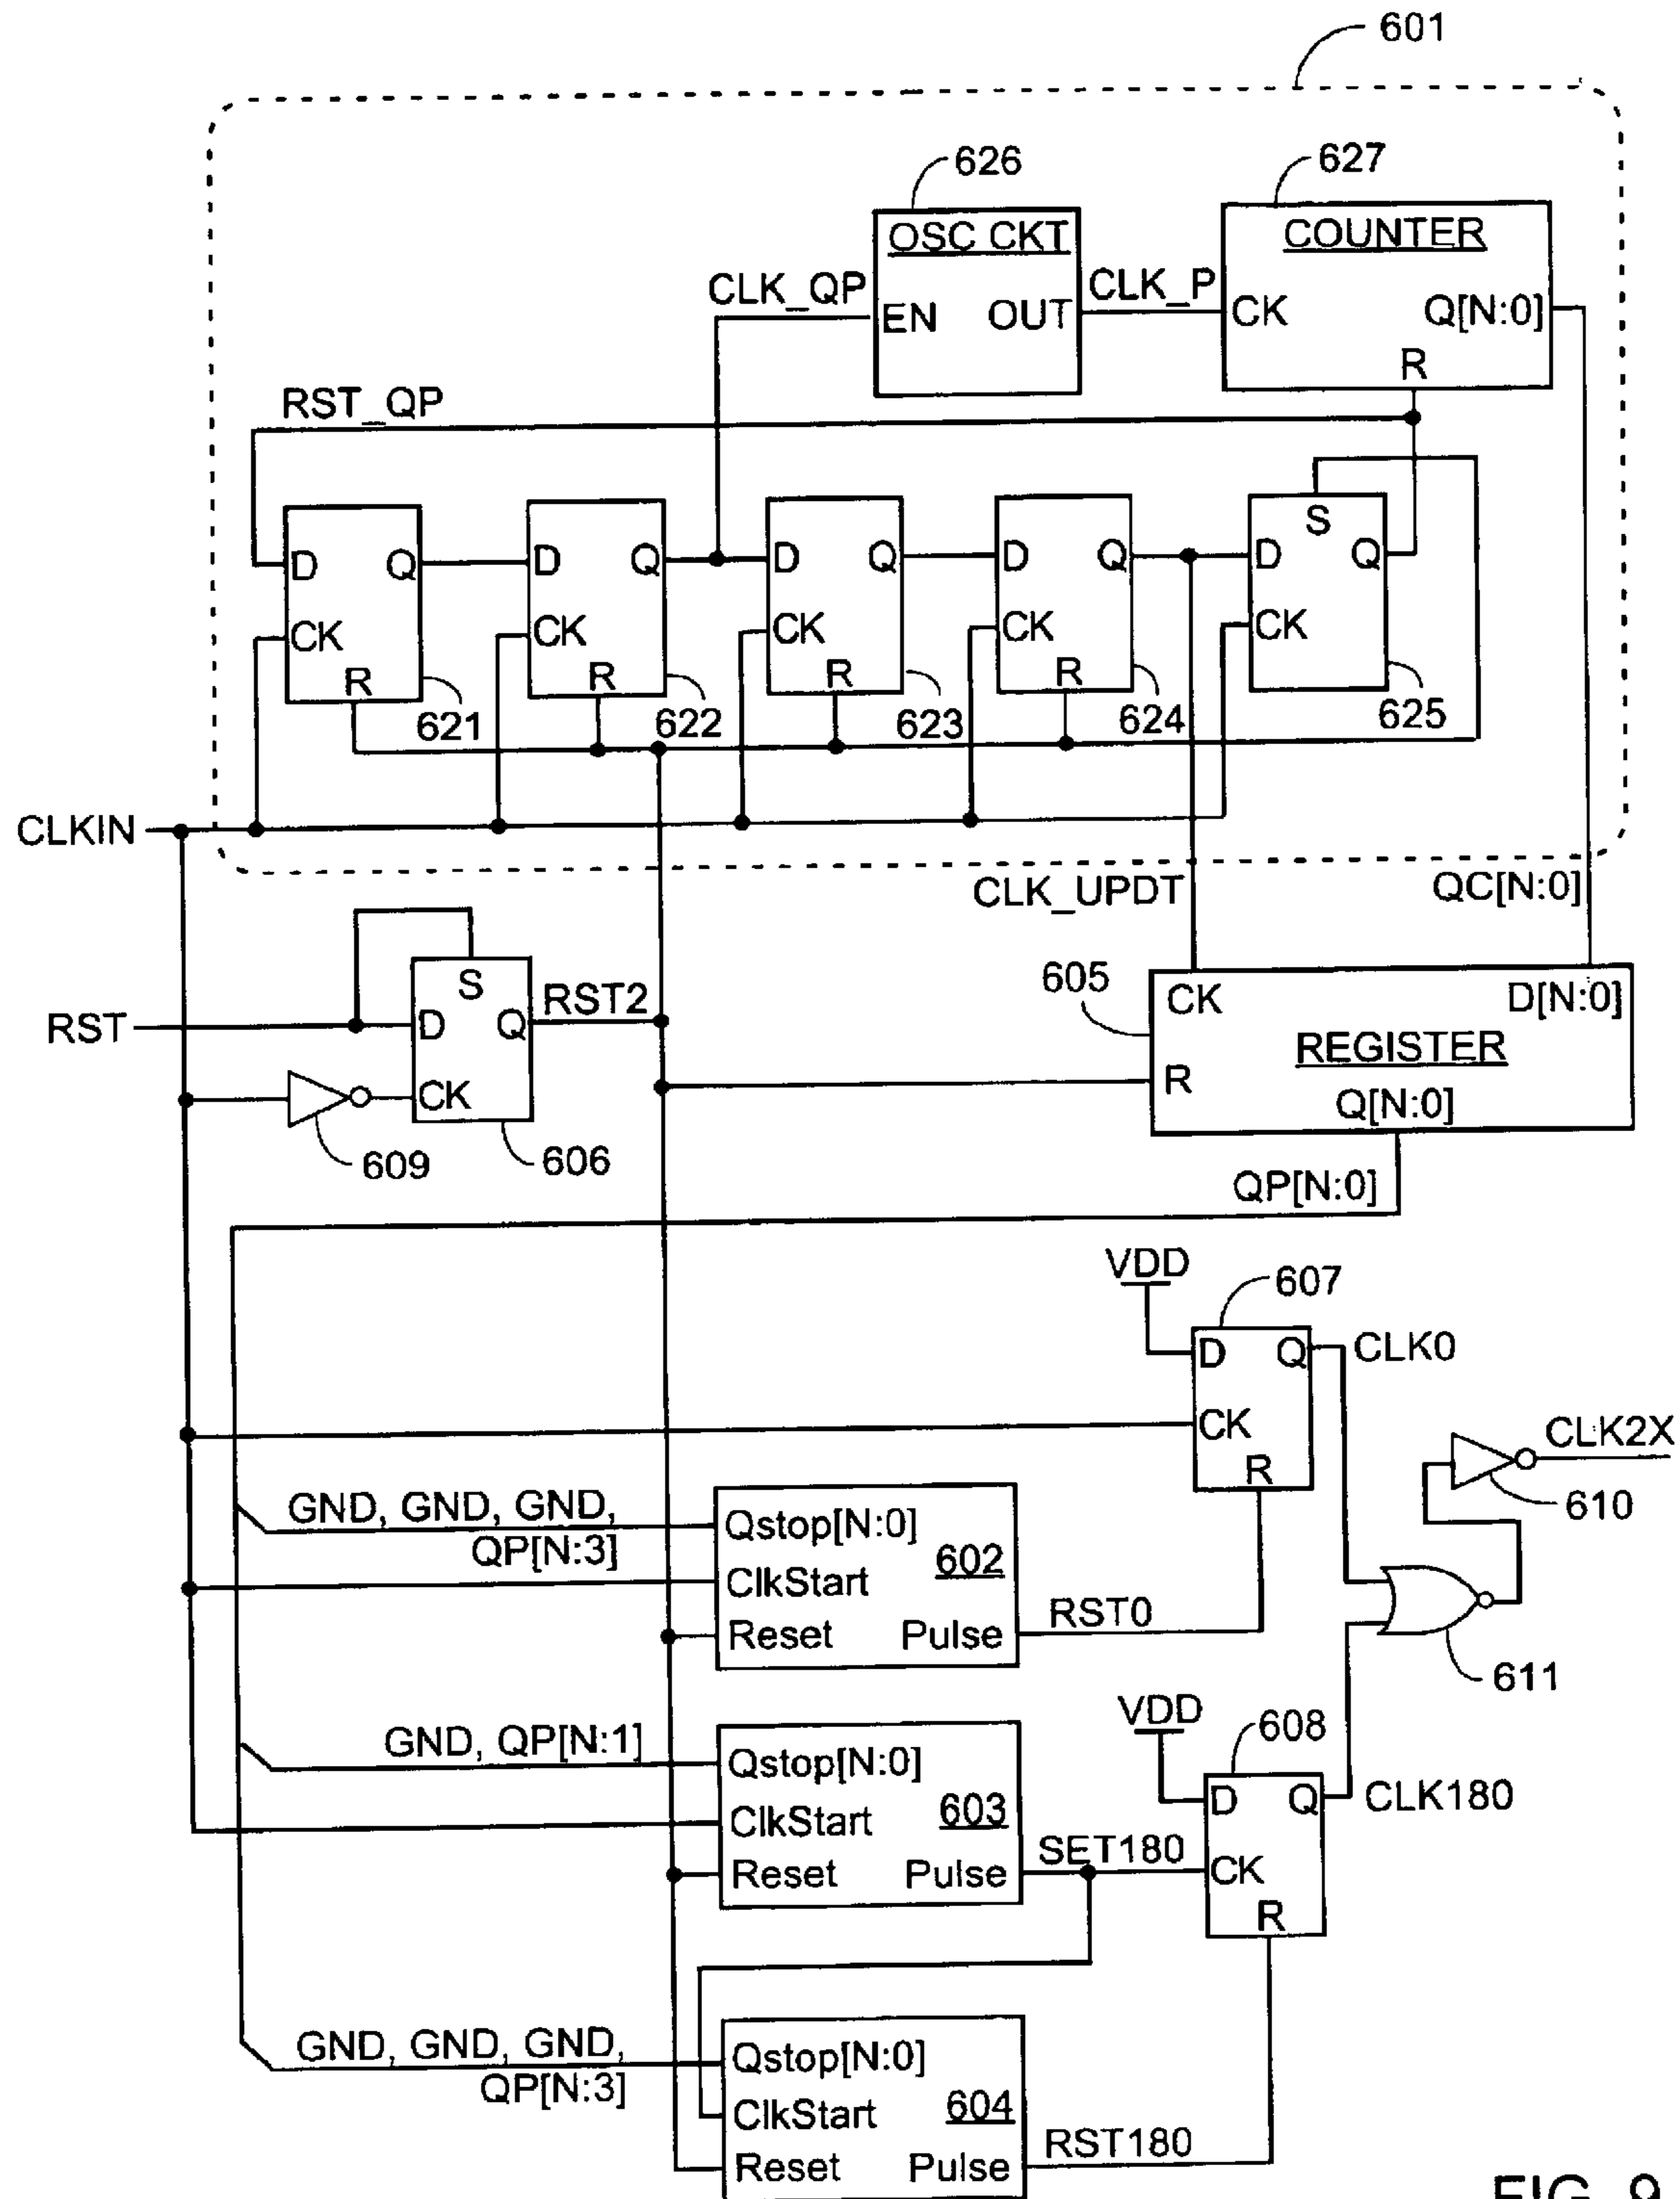 601
626
627
OSC CKT
COUNTER
CLK_QP
CLK_P
EN OUT
CK
Q[N:0]
R
RST_QP
D Q
CK
R
621
D Q
CK
R
622
D Q
CK
R
623
D Q
CK
R
624
S
D Q
CK
625
CLKIN
CLK_UPDT
QC[N:0]
605
CK
D[N:0]
REGISTER
R
Q[N:0]
RST
S
D Q
CK
RST2
609
606
QP[N:0]
VDD
607
D Q
CK
R
CLK0
CLK2X
610
GND, GND, GND,
QP[N:3]
Qstop[N:0]
602
ClkStart
Reset Pulse
RST0
611
VDD
608
GND, QP[N:1]
Qstop[N:0]
603
ClkStart
Reset Pulse
SET180
D Q
CK
R
CLK180
GND, GND, GND,
QP[N:3]
Qstop[N:0]
604
ClkStart
Reset Pulse
RST180
FIG. 9